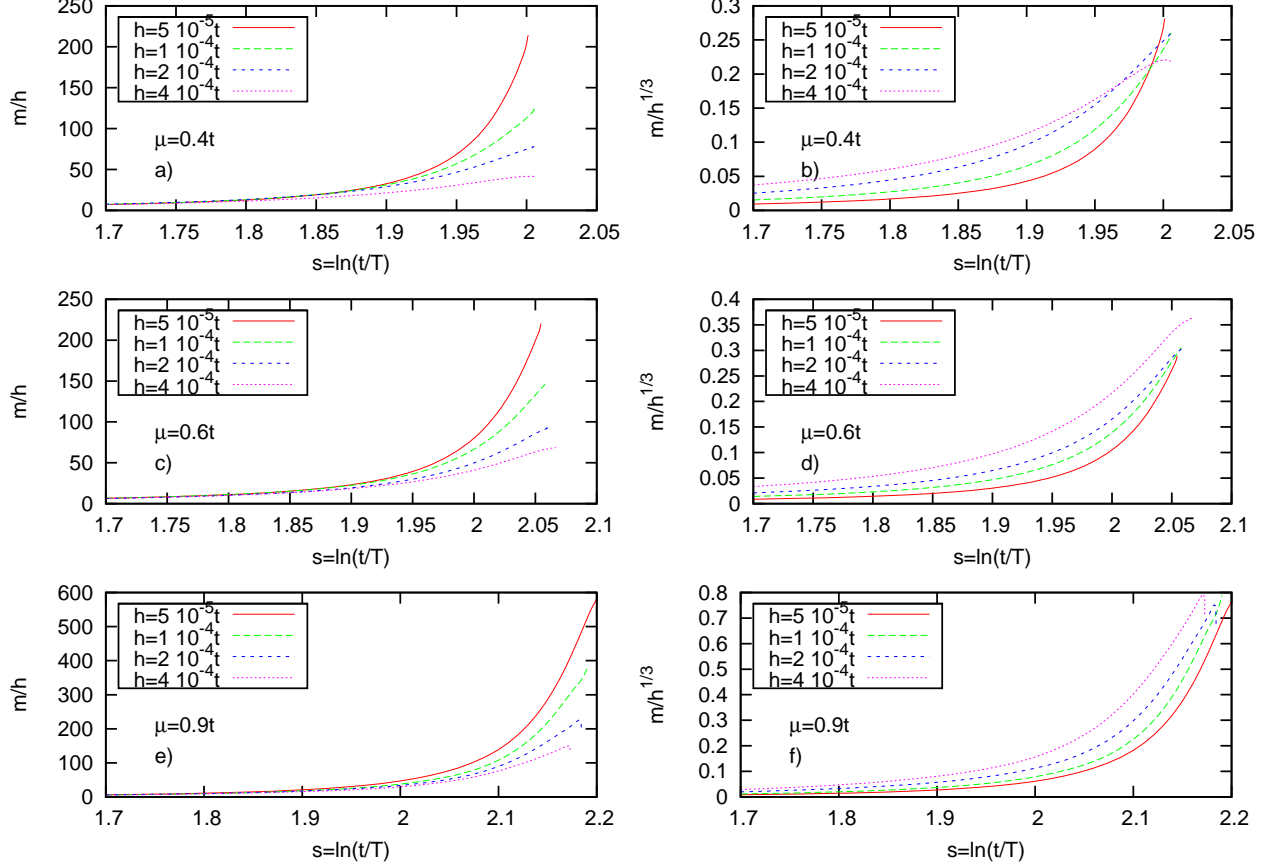 250
200
150
100
50
0
m/h
h=5 10⁻⁵t
h=1 10⁻⁴t
h=2 10⁻⁴t
h=4 10⁻⁴t
μ=0.4t
a)
1.7 1.75 1.8 1.85 1.9 1.95 2 2.05
s=ln(t/T)
0.3
0.25
0.2
0.15
0.1
0.05
0
m/h^1/3
h=5 10⁻⁵t
h=1 10⁻⁴t
h=2 10⁻⁴t
h=4 10⁻⁴t
μ=0.4t
b)
1.7 1.75 1.8 1.85 1.9 1.95 2 2.05
s=ln(t/T)
250
200
150
100
50
0
m/h
h=5 10⁻⁵t
h=1 10⁻⁴t
h=2 10⁻⁴t
h=4 10⁻⁴t
μ=0.6t
c)
1.7 1.75 1.8 1.85 1.9 1.95 2 2.05 2.1
s=ln(t/T)
0.4
0.35
0.3
0.25
0.2
0.15
0.1
0.05
0
m/h^1/3
h=5 10⁻⁵t
h=1 10⁻⁴t
h=2 10⁻⁴t
h=4 10⁻⁴t
μ=0.6t
d)
1.7 1.75 1.8 1.85 1.9 1.95 2 2.05 2.1
s=ln(t/T)
600
500
400
300
200
100
0
m/h
h=5 10⁻⁵t
h=1 10⁻⁴t
h=2 10⁻⁴t
h=4 10⁻⁴t
μ=0.9t
e)
1.7 1.8 1.9 2 2.1 2.2
s=ln(t/T)
0.8
0.7
0.6
0.5
0.4
0.3
0.2
0.1
0
m/h^1/3
h=5 10⁻⁵t
h=1 10⁻⁴t
h=2 10⁻⁴t
h=4 10⁻⁴t
μ=0.9t
f)
1.7 1.8 1.9 2 2.1 2.2
s=ln(t/T)